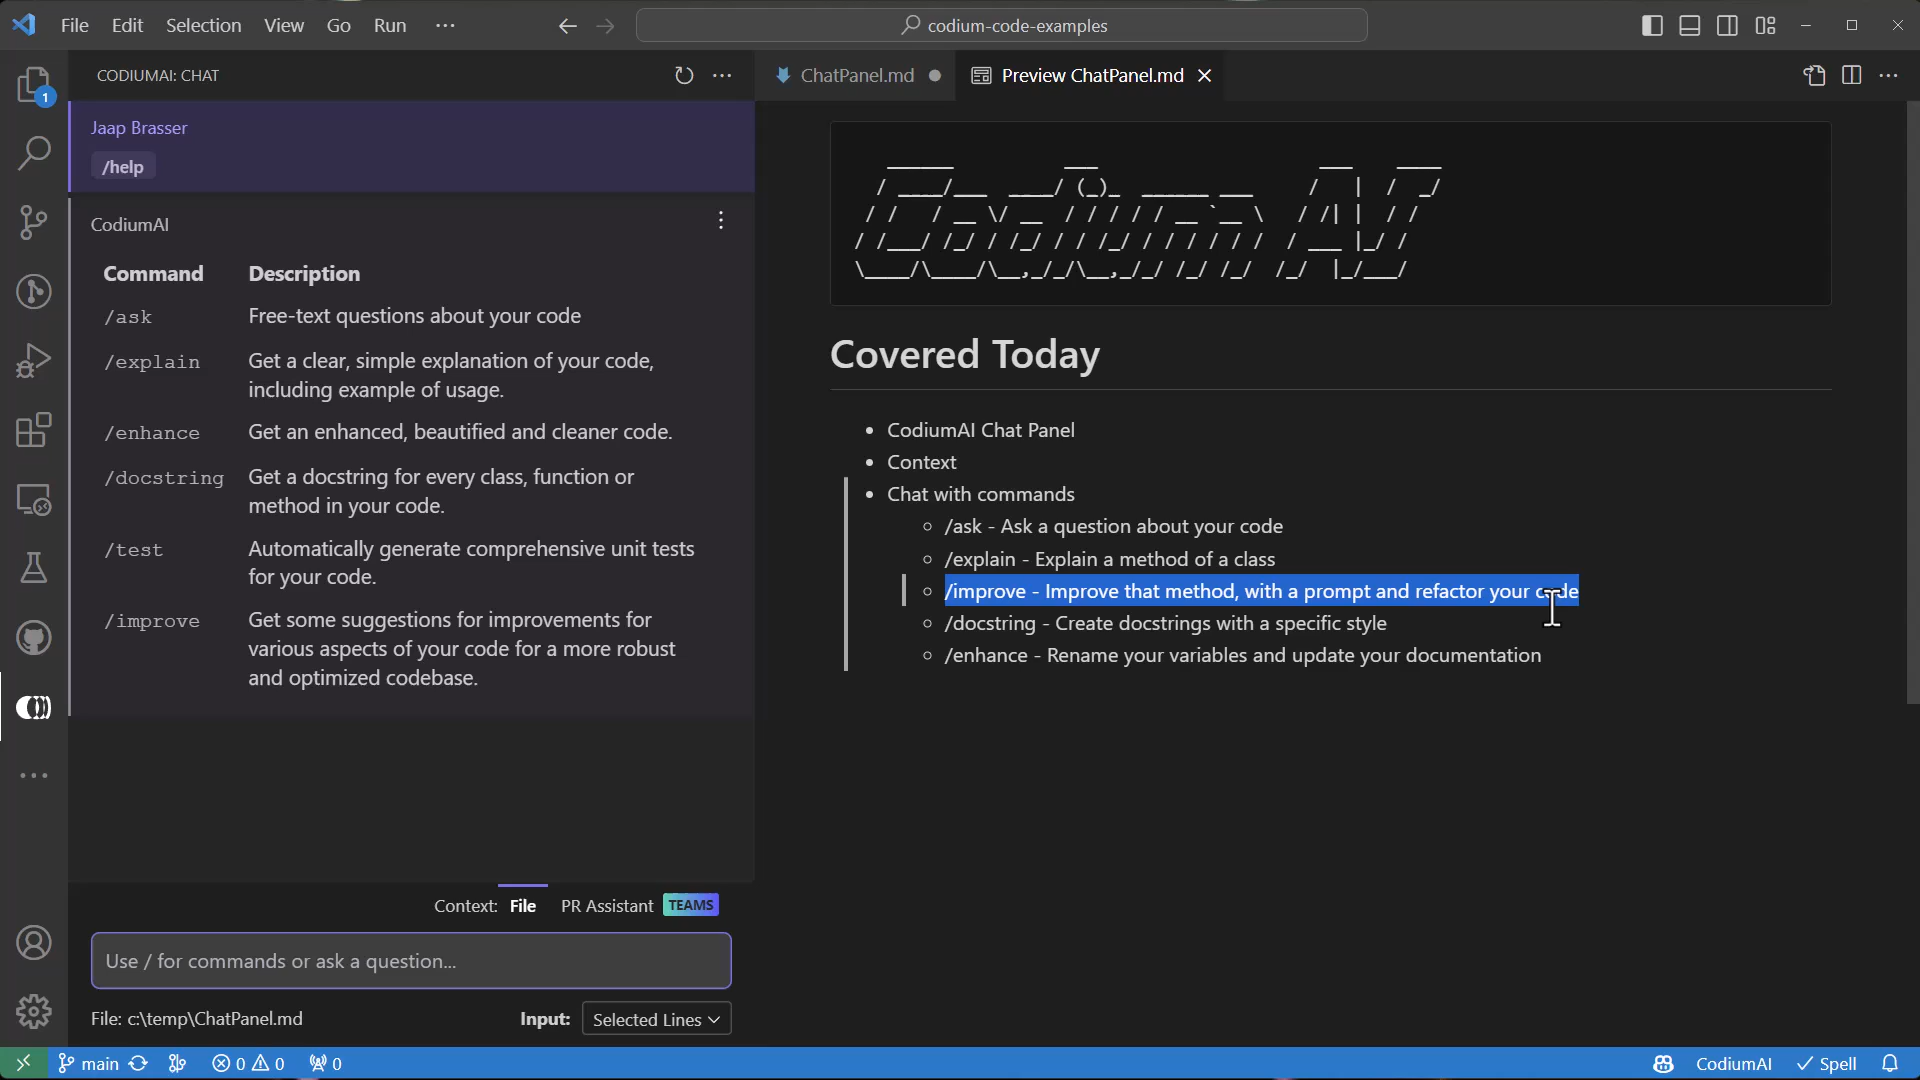 File Edit Selection View Go Run ··· codium-code-examples
CODIUMAI: CHAT
ChatPanel.md Preview ChatPanel.md
1
Jaap Brasser
/help
CodiumAI
Command Description
/ask Free-text questions about your code
/explain Get a clear, simple explanation of your code,
including example of usage.
/enhance Get an enhanced, beautified and cleaner code.
/docstring Get a docstring for every class, function or
method in your code.
/test Automatically generate comprehensive unit tests
for your code.
/improve Get some suggestions for improvements for
various aspects of your code for a more robust
and optimized codebase.
Context: File PR Assistant TEAMS
Use / for commands or ask a question...
File: c:\temp\ChatPanel.md Input: Selected Lines
Codium AI
Covered Today
• CodiumAI Chat Panel
• Context
• Chat with commands
○ /ask - Ask a question about your code
○ /explain - Explain a method of a class
○ /improve - Improve that method, with a prompt and refactor your code
○ /docstring - Create docstrings with a specific style
○ /enhance - Rename your variables and update your documentation
main 0 0 0 CodiumAI Spell